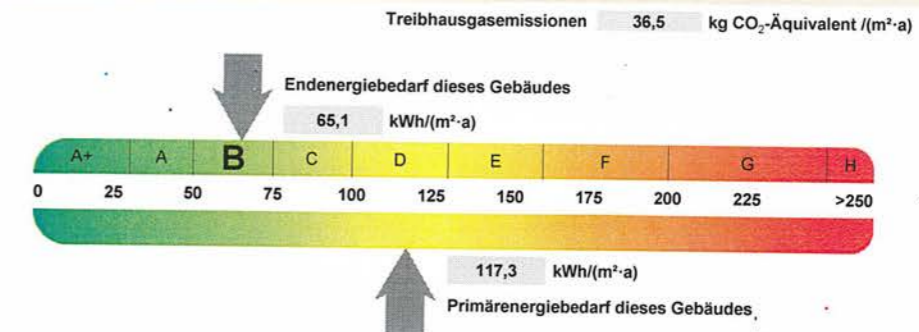 Treibhausgasemissionen 36,5 kg CO₂-Äquivalent /(m²·a)
Endenergiebedarf dieses Gebäudes
65,1 kWh/(m²·a)
A+ A B C D E F G H
0 25 50 75 100 125 150 175 200 225 >250
117,3 kWh/(m²·a)
Primärenergiebedarf dieses Gebäudes